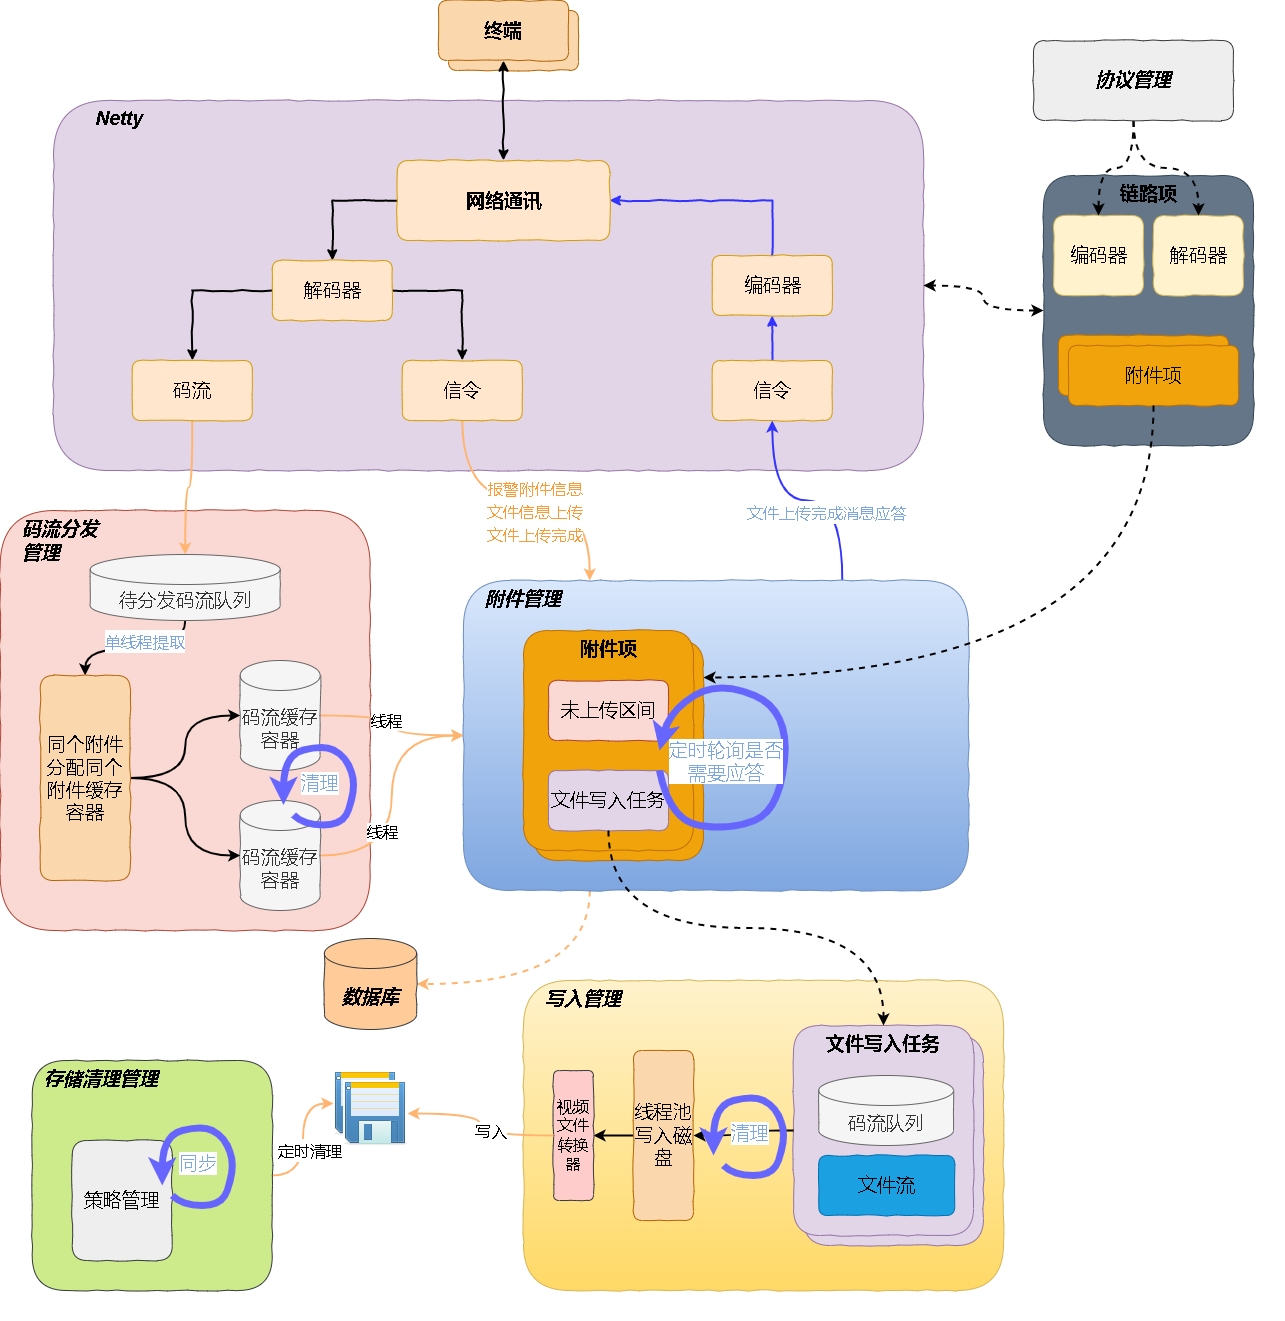 终端
协议管理
Netty
网络通讯
链路项
编码器
解码器
解码器
编码器
附件项
码流
信令
信令
报警附件信息
文件信息上传
文件上传完成
文件上传完成消息应答
码流分发
管理
待分发码流队列
单线程提取
同个附件
分配同个
附件缓存
容器
码流缓存
容器
清理
码流缓存
容器
线程
线程
附件管理
附件项
未上传区间
定时轮询是否
需要应答
文件写入任务
数据库
写入管理
文件写入任务
码流队列
文件流
清理
线程池
写入磁
盘
视频
文件
转换
器
写入
存储清理管理
同步
策略管理
定时清理